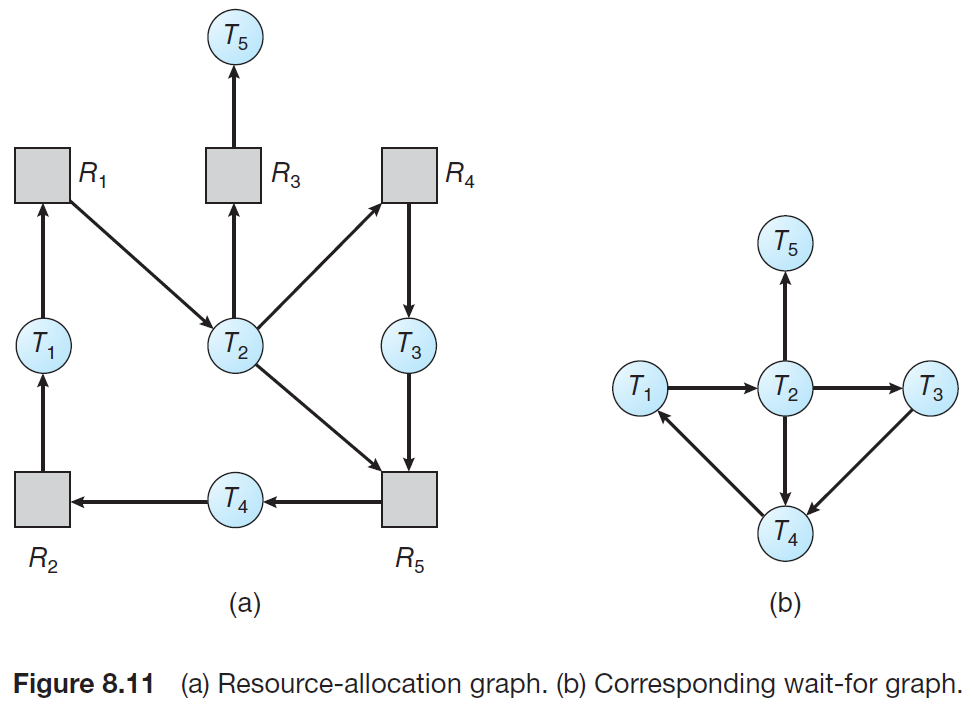 T5
R1
R3
R4
T5
T1
T2
T3
T1
T2
T3
T4
T4
R2
R5
(a)
(b)
Figure 8.11 (a) Resource-allocation graph. (b) Corresponding wait-for graph.